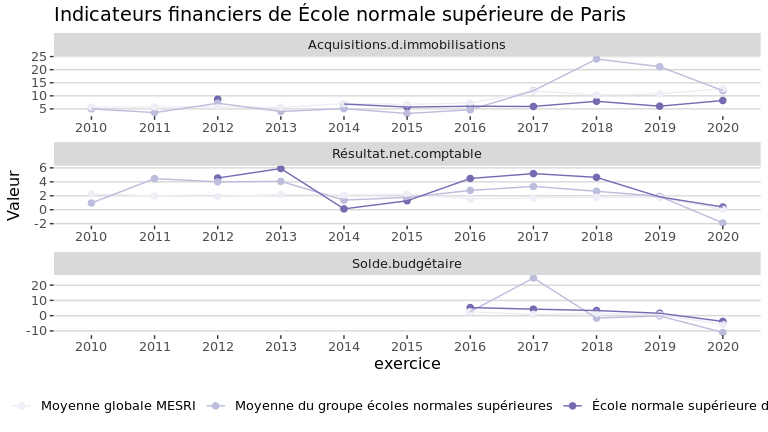 Indicateurs financiers de École normale supérieure de Paris
Acquisitions.d.immobilisations
25
20
15
10
5
2010 2011 2012 2013 2014 2015 2016 2017 2018 2019 2020
Résultat.net.comptable
6
4
2
0
-2
2010 2011 2012 2013 2014 2015 2016 2017 2018 2019 2020
Solde.budgétaire
20
10
0
-10
2010 2011 2012 2013 2014 2015 2016 2017 2018 2019 2020
Valeur
exercice
Moyenne globale MESRI Moyenne du groupe écoles normales supérieures École normale supérieure d